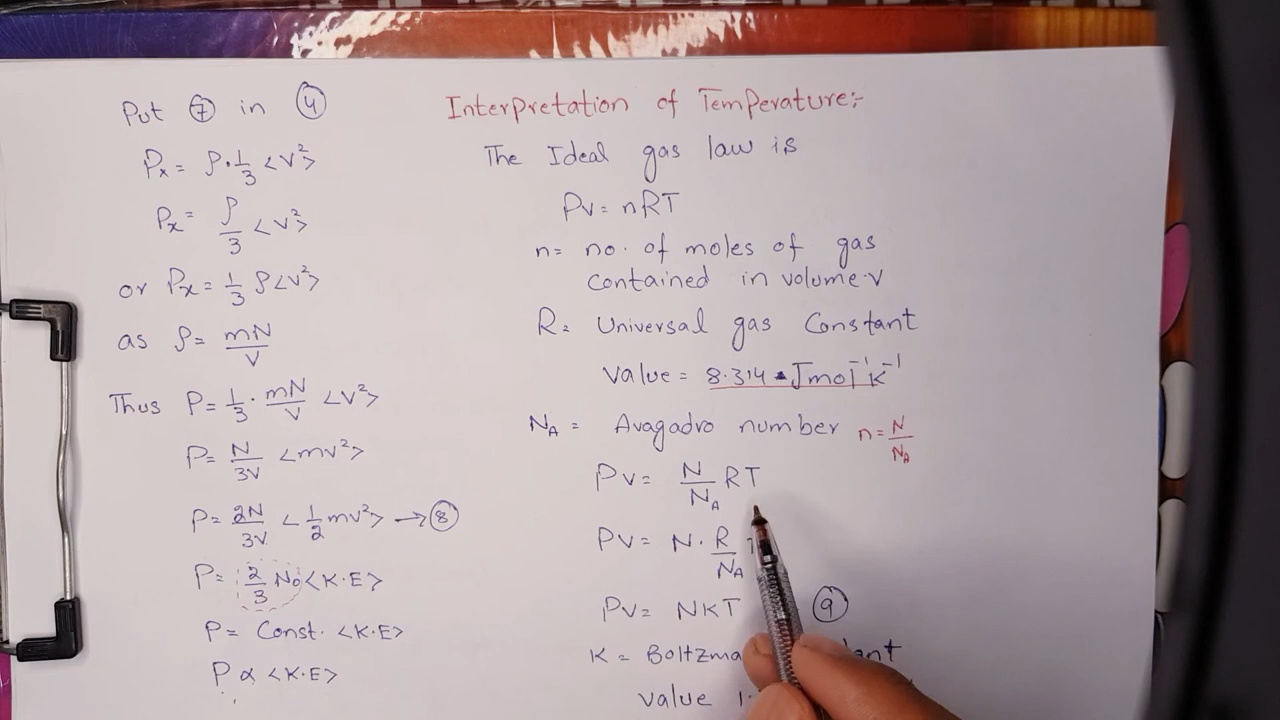 Put ⑦ in ④
Px = ρ·1/3 <v²>
Px = ρ/3 <v²>
or Px = 1/3 ρ<v²>
as ρ = mN/V
Thus P = 1/3 · mN/V <v²>
P = N/3V <mv²>
P = 2N/3V <1/2 mv²> → ⑧
P = 2/3 No <K.E>
P = Const. <K.E>
P α <K.E>
Interpretation of Temperature:-
The Ideal gas law is
PV = nRT
n = no. of moles of gas
contained in volume V
R = Universal gas Constant
Value = 8.314 J mol⁻¹ K⁻¹
NA = Avagadro number n = N/NA
PV = N/NA RT
PV = N. R/NA
PV = NKT ⑨
K =
value